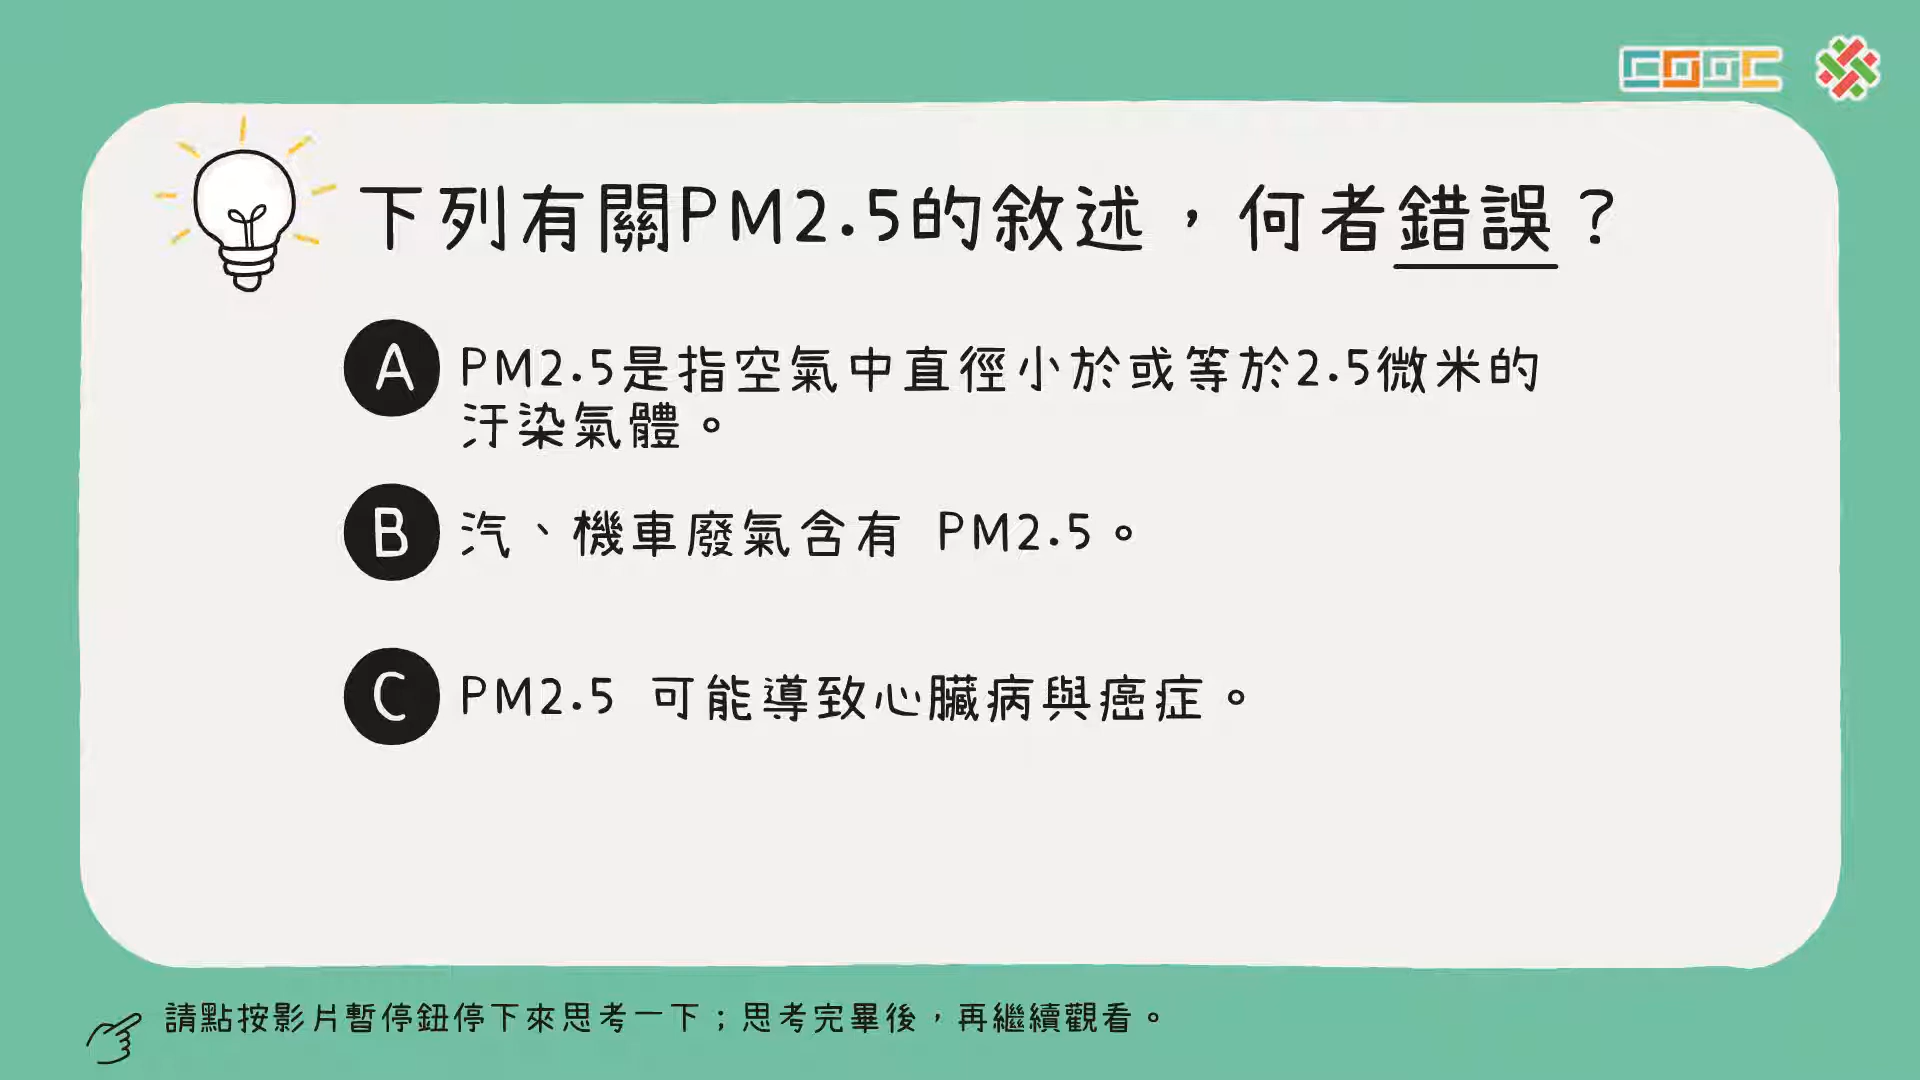 COOC
下列有關PM2.5的敘述，何者錯誤？
A PM2.5是指空氣中直徑小於或等於2.5微米的
汙染氣體。
B 汽、機車廢氣含有 PM2.5。
C PM2.5 可能導致心臟病與癌症。
請點按影片暫停鈕停下來思考一下；思考完畢後，再繼續觀看。